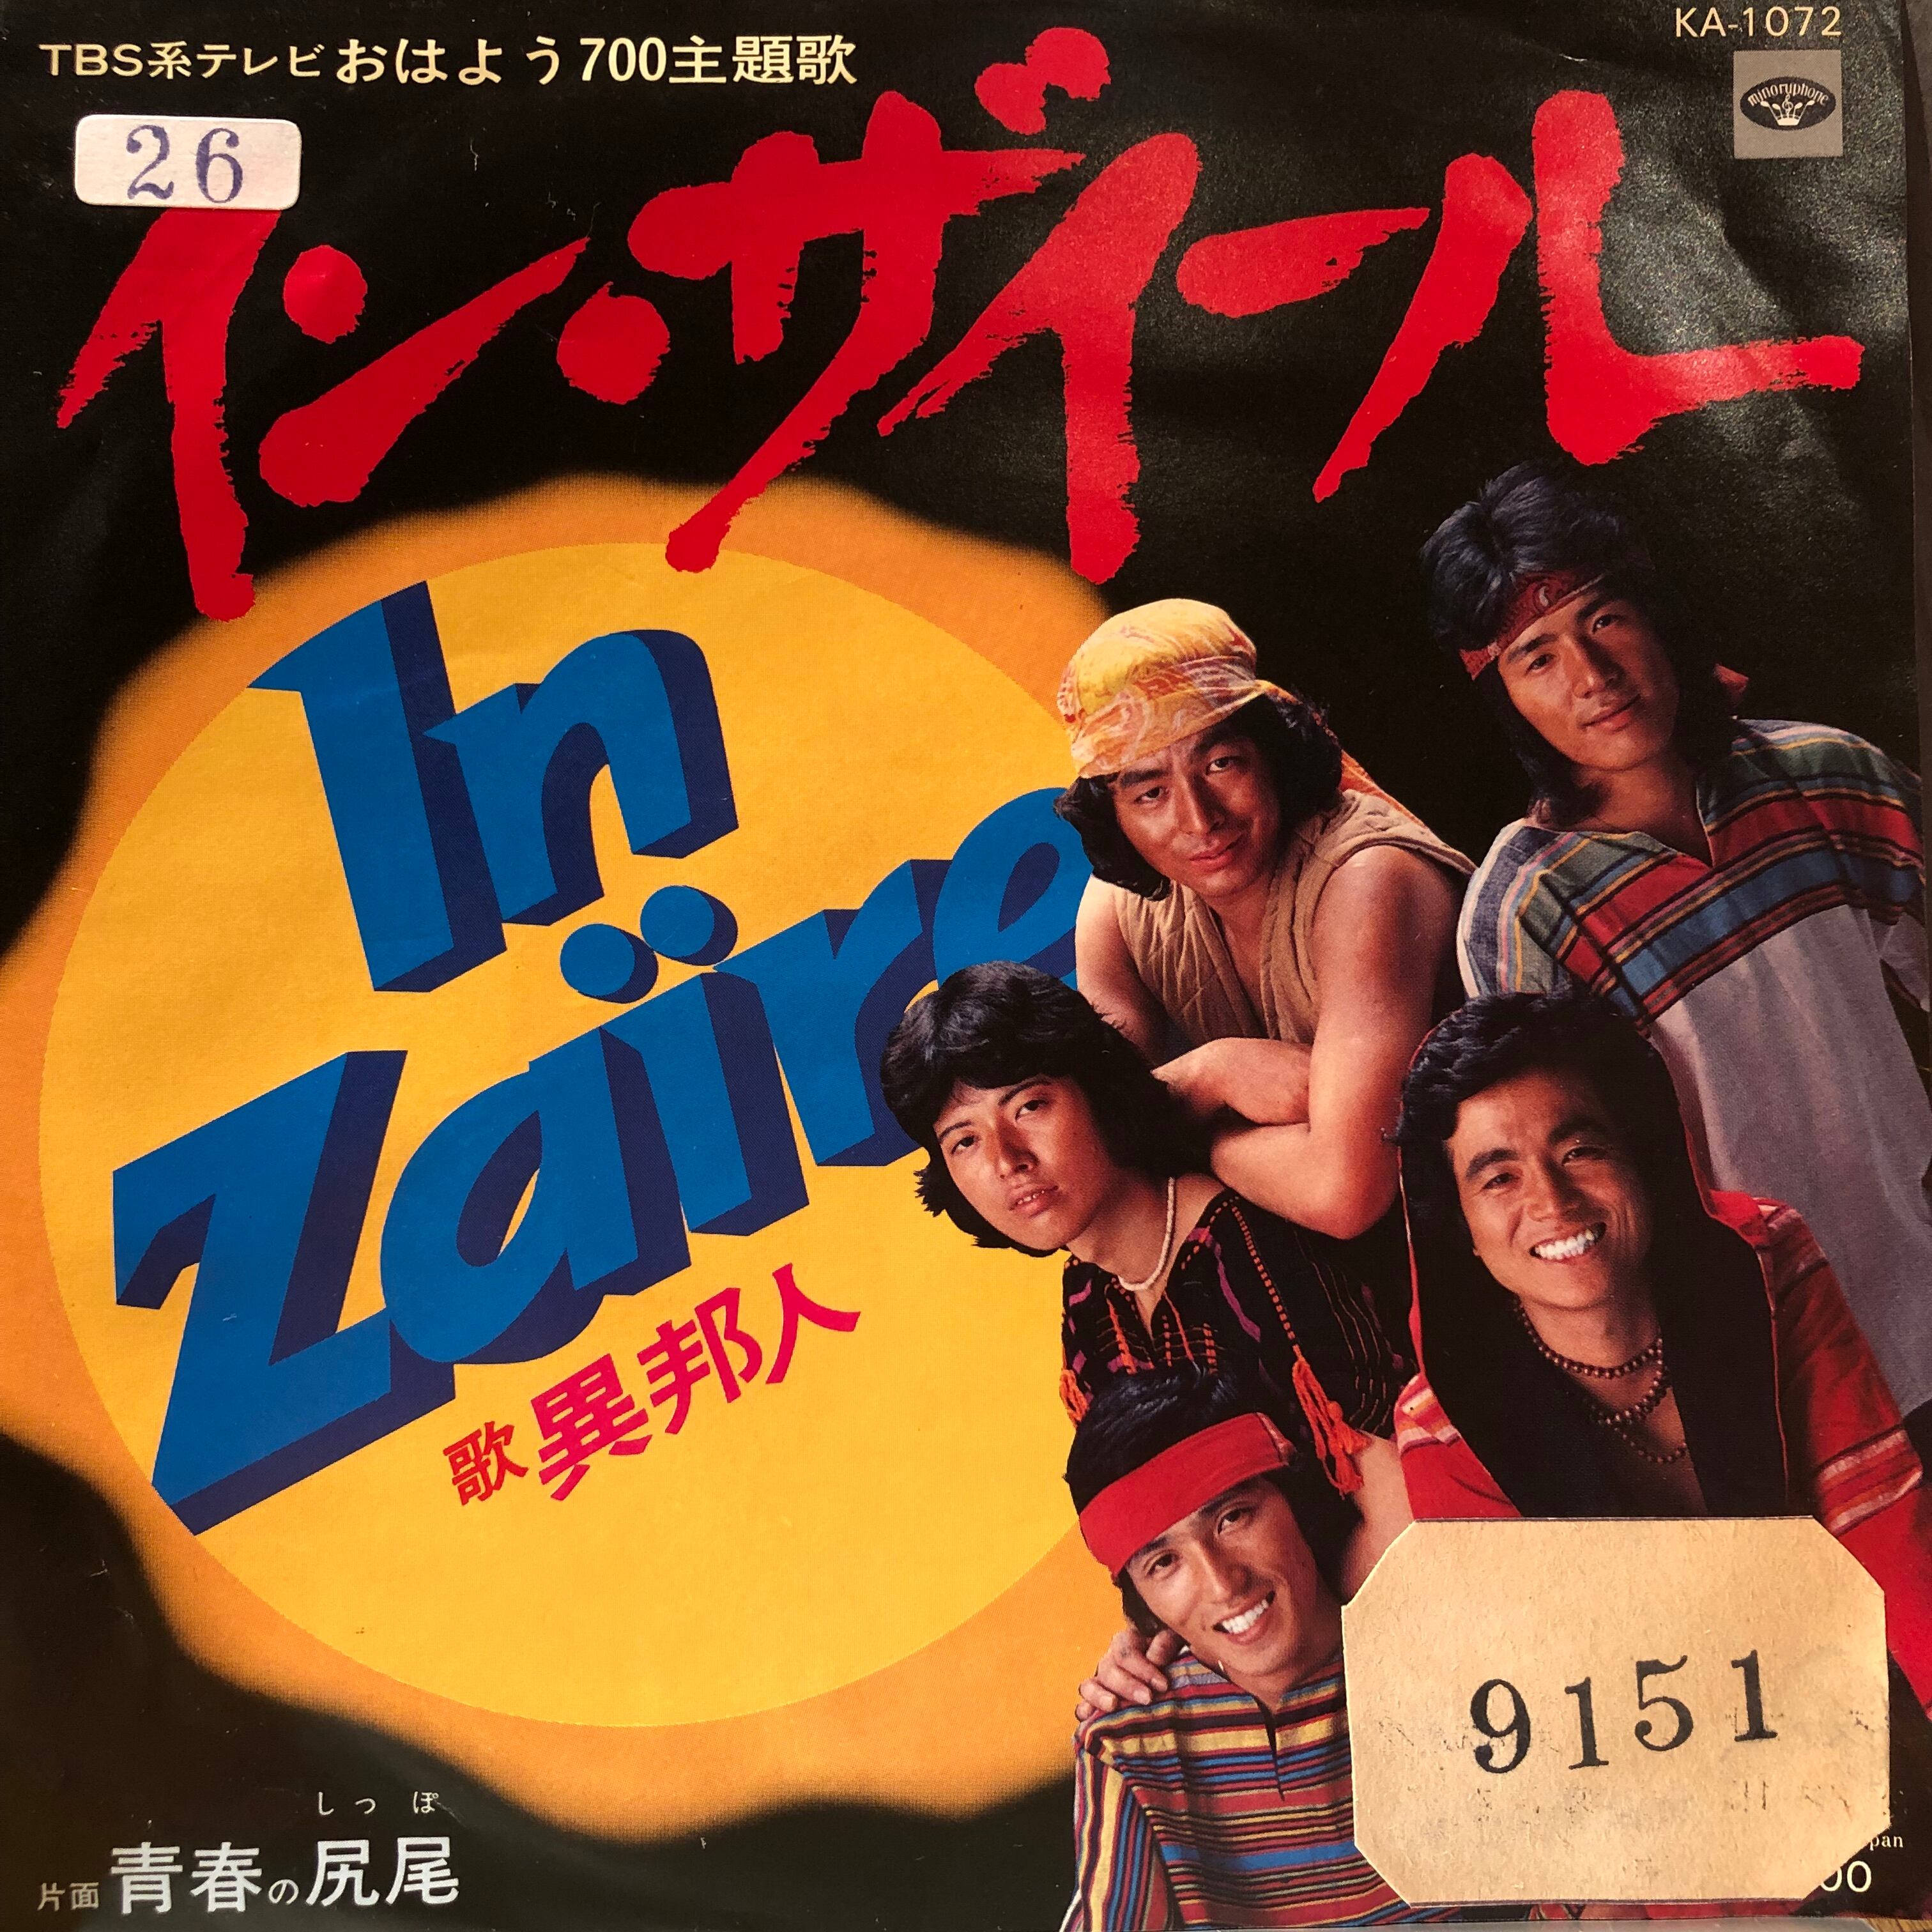 KA-1072
TBS系テレビおはよう700主題歌
minoruphone
26
イン・ザイール
In
Zaïre
歌 異邦人
9151
しっぽ
片面 青春の尻尾